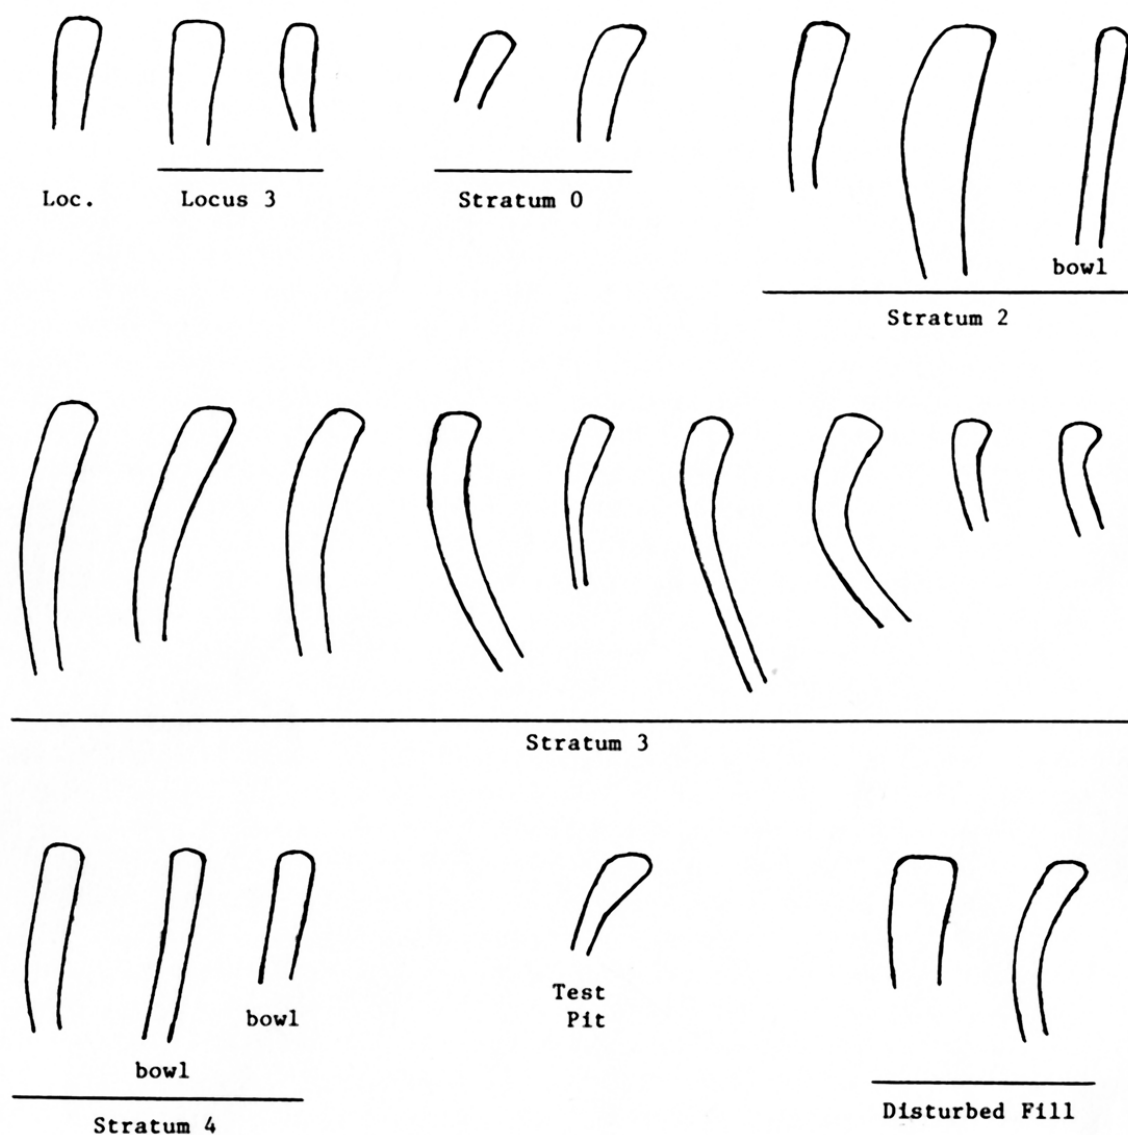 Loc.
Locus 3
Stratum 0
bowl
Stratum 2
Stratum 3
bowl
bowl
Stratum 4
Test
Pit
Disturbed Fill